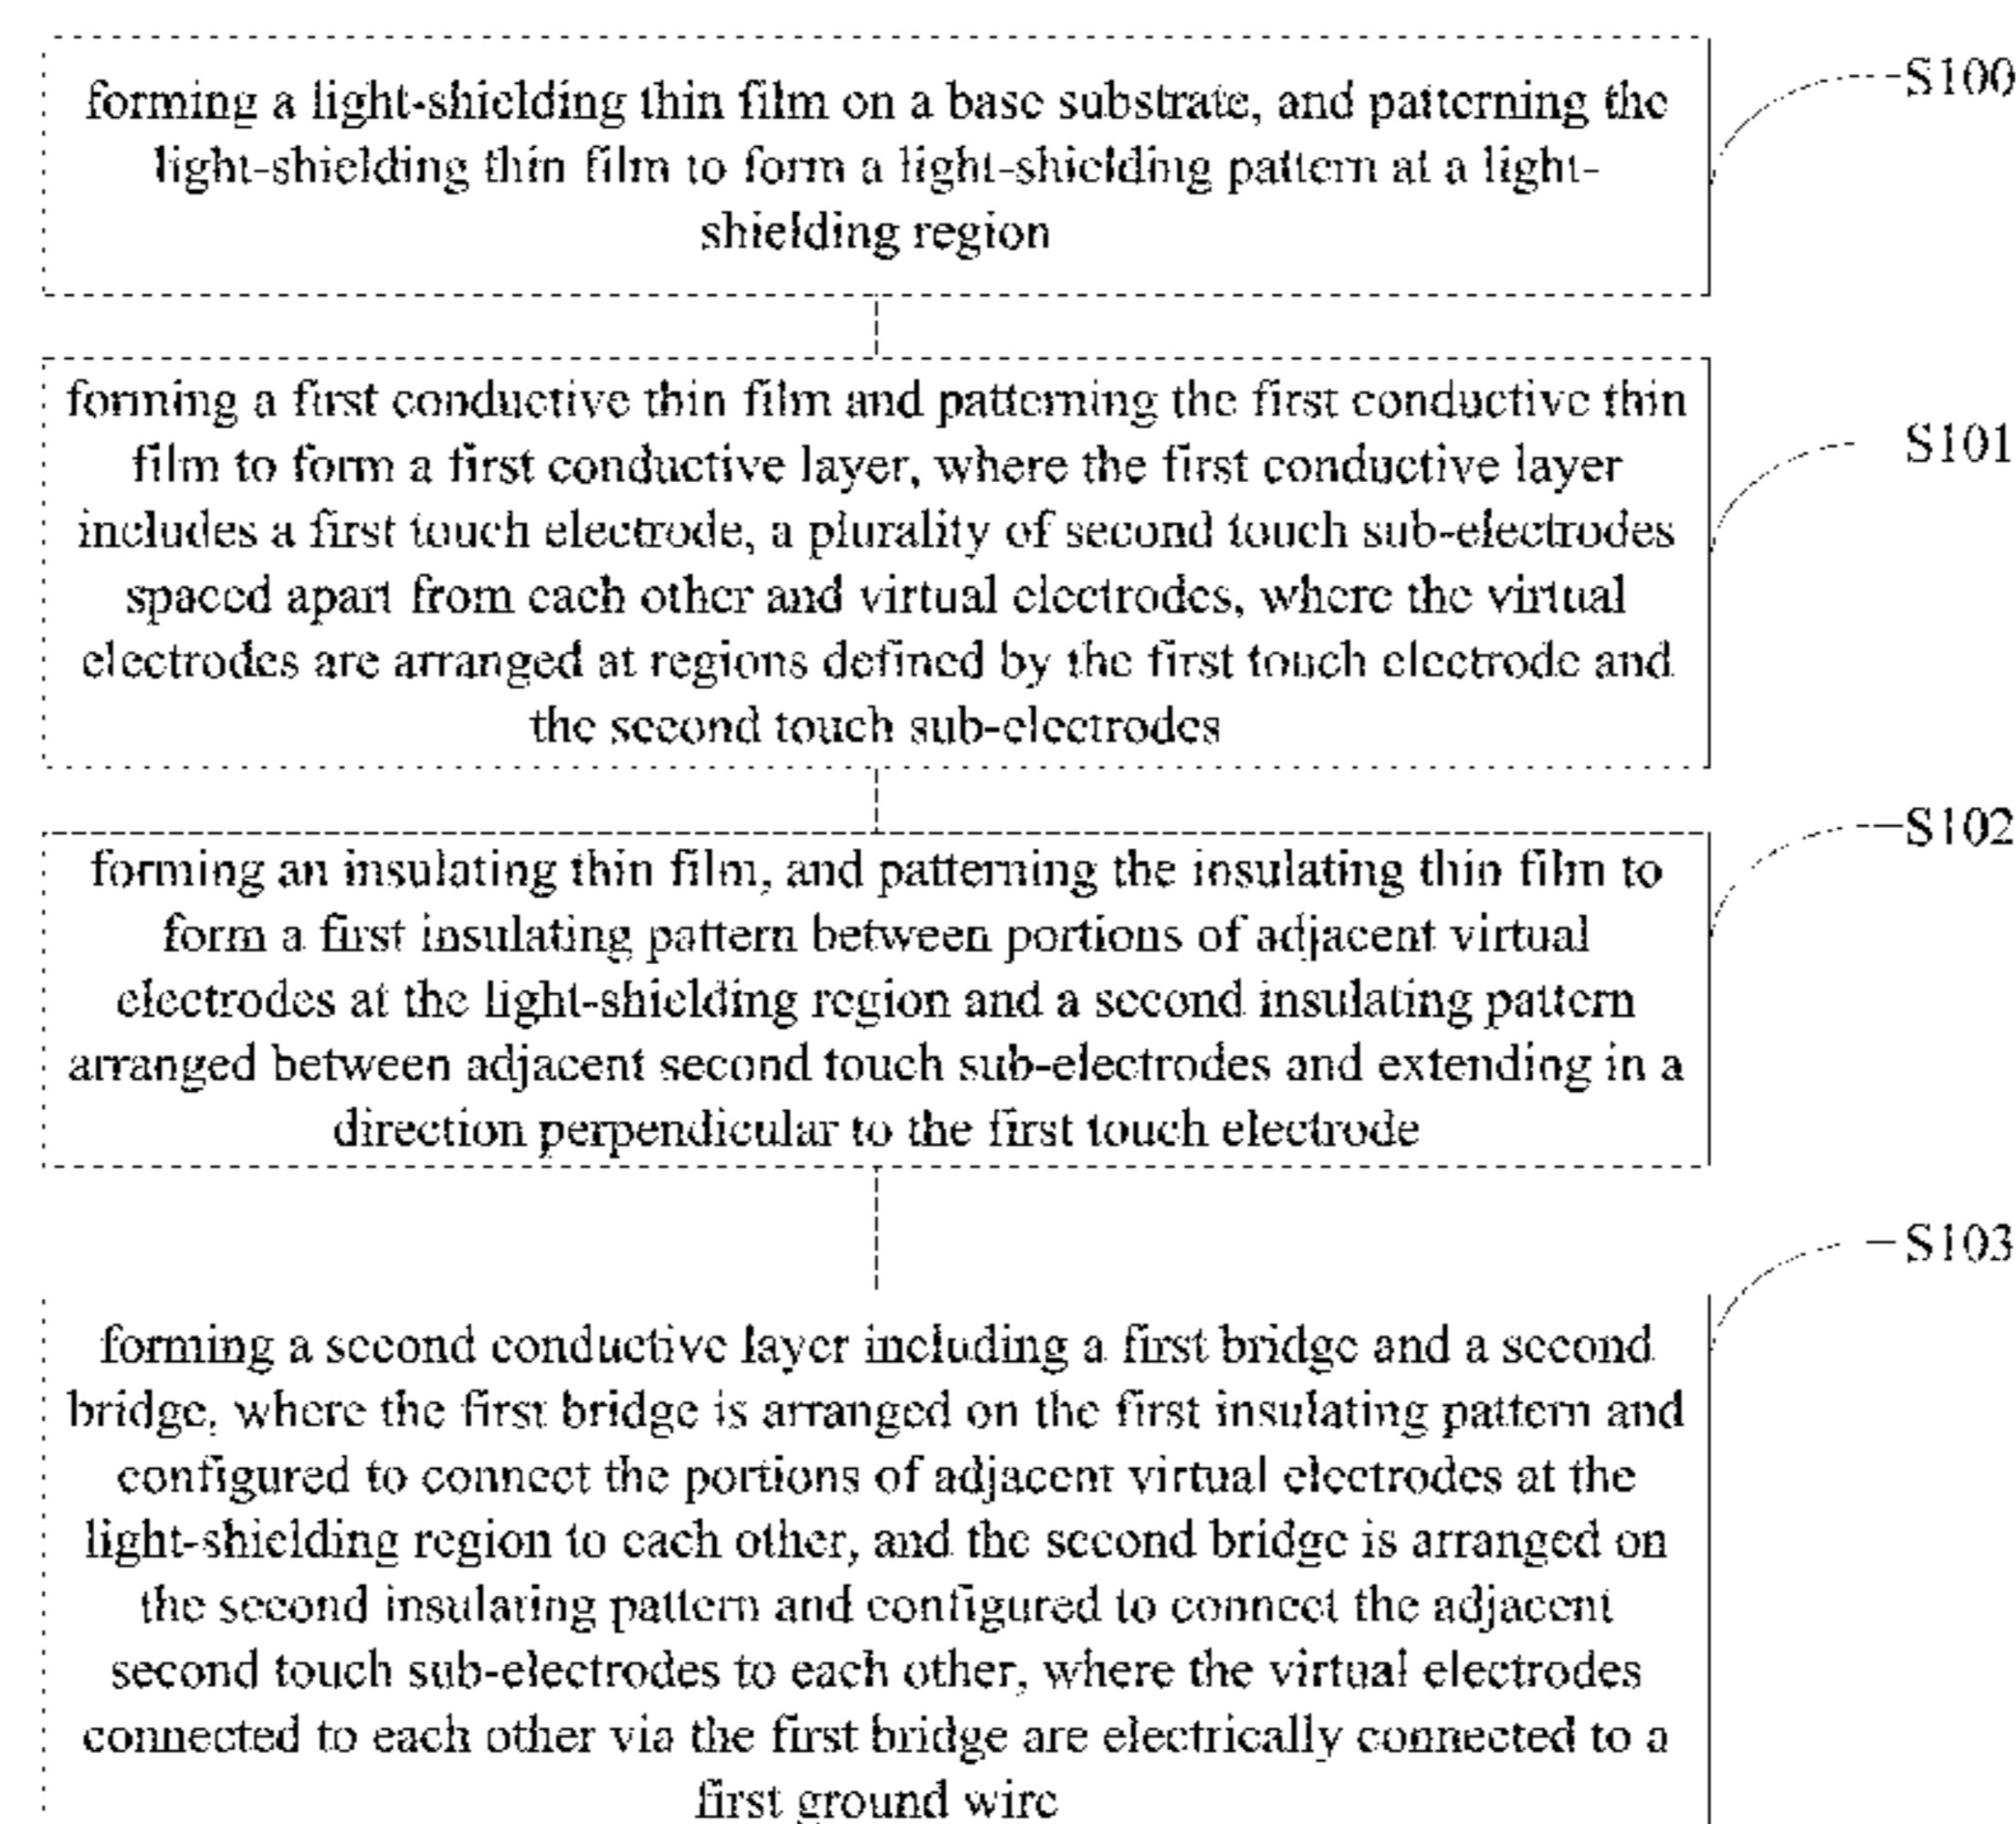 forming a light-shielding thin film on a base substrate, and patterning the
light-shielding thin film to form a light-shielding pattern at a light-
shielding region
S100
forming a first conductive thin film and patterning the first conductive thin
film to form a first conductive layer, where the first conductive layer
includes a first touch electrode, a plurality of second touch sub-electrodes
spaced apart from each other and virtual electrodes, where the virtual
electrodes are arranged at regions defined by the first touch electrode and
the second touch sub-electrodes
S101
forming an insulating thin film, and patterning the insulating thin film to
form a first insulating pattern between portions of adjacent virtual
electrodes at the light-shielding region and a second insulating pattern
arranged between adjacent second touch sub-electrodes and extending in a
direction perpendicular to the first touch electrode
S102
forming a second conductive layer including a first bridge and a second
bridge, where the first bridge is arranged on the first insulating pattern and
configured to connect the portions of adjacent virtual electrodes at the
light-shielding region to each other, and the second bridge is arranged on
the second insulating pattern and configured to connect the adjacent
second touch sub-electrodes to each other, where the virtual electrodes
connected to each other via the first bridge are electrically connected to a
first ground wire
S103